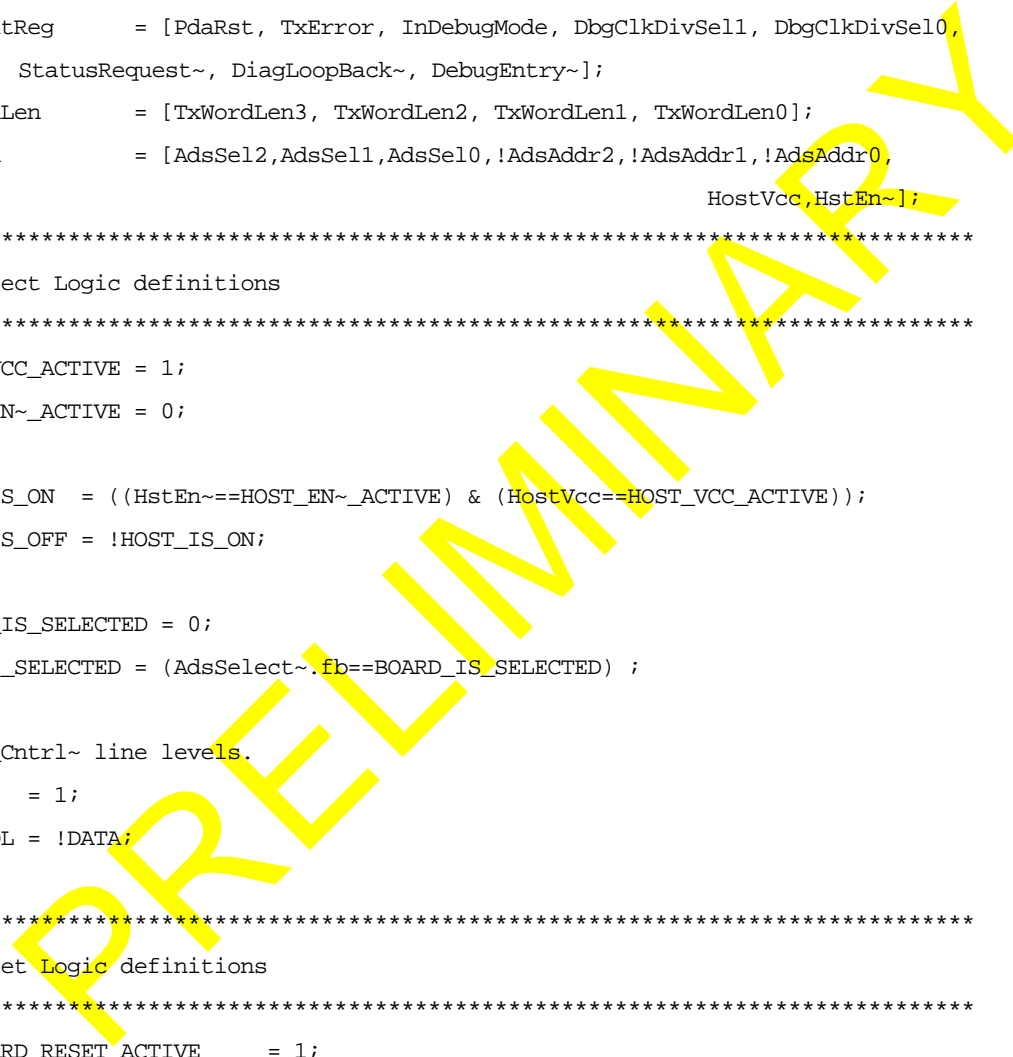 tReg = [PdaRst, TxError, InDebugMode, DbgClkDivSel1, DbgClkDivSel0,
StatusRequest~, DiagLoopBack~, DebugEntry~];
Len = [TxWordLen3, TxWordLen2, TxWordLen1, TxWordLen0];
= [AdsSel2,AdsSel1,AdsSel0,!AdsAddr2,!AdsAddr1,!AdsAddr0,
HostVcc,HstEn~];
**************************************************************************
ect Logic definitions
**************************************************************************
CC_ACTIVE = 1;
N~_ACTIVE = 0;
S_ON = ((HstEn~==HOST_EN~_ACTIVE) & (HostVcc==HOST_VCC_ACTIVE));
S_OFF = !HOST_IS_ON;
IS_SELECTED = 0;
_SELECTED = (AdsSelect~.fb==BOARD_IS_SELECTED) ;
Cntrl~ line levels.
= 1;
OL = !DATA;
**************************************************************************
et Logic definitions
**************************************************************************
RD_RESET_ACTIVE = 1;
PRELIMINARY